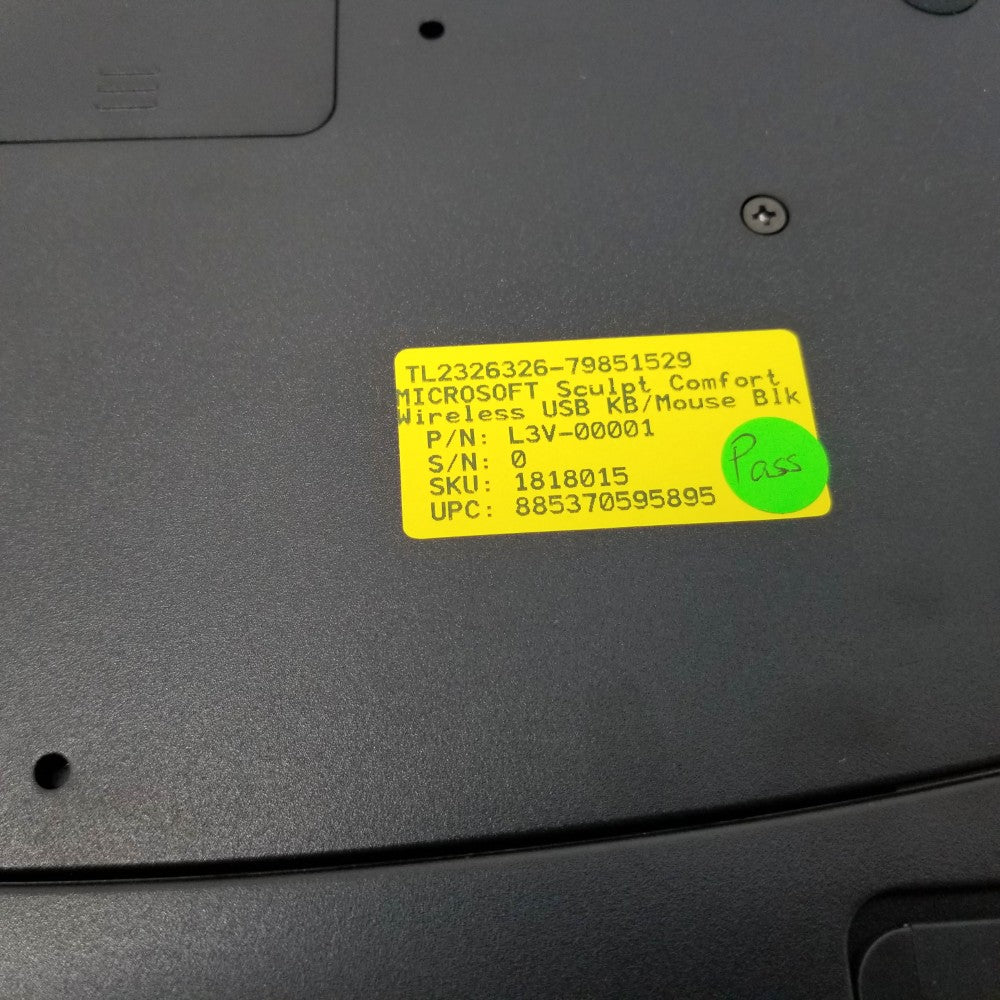 TL2326326-79851529
MICROSOFT Sculpt Comfort
Wireless USB KB/Mouse Blk
P/N: L3V-00001
S/N: 0
SKU: 1818015
UPC: 885370595895
Pass